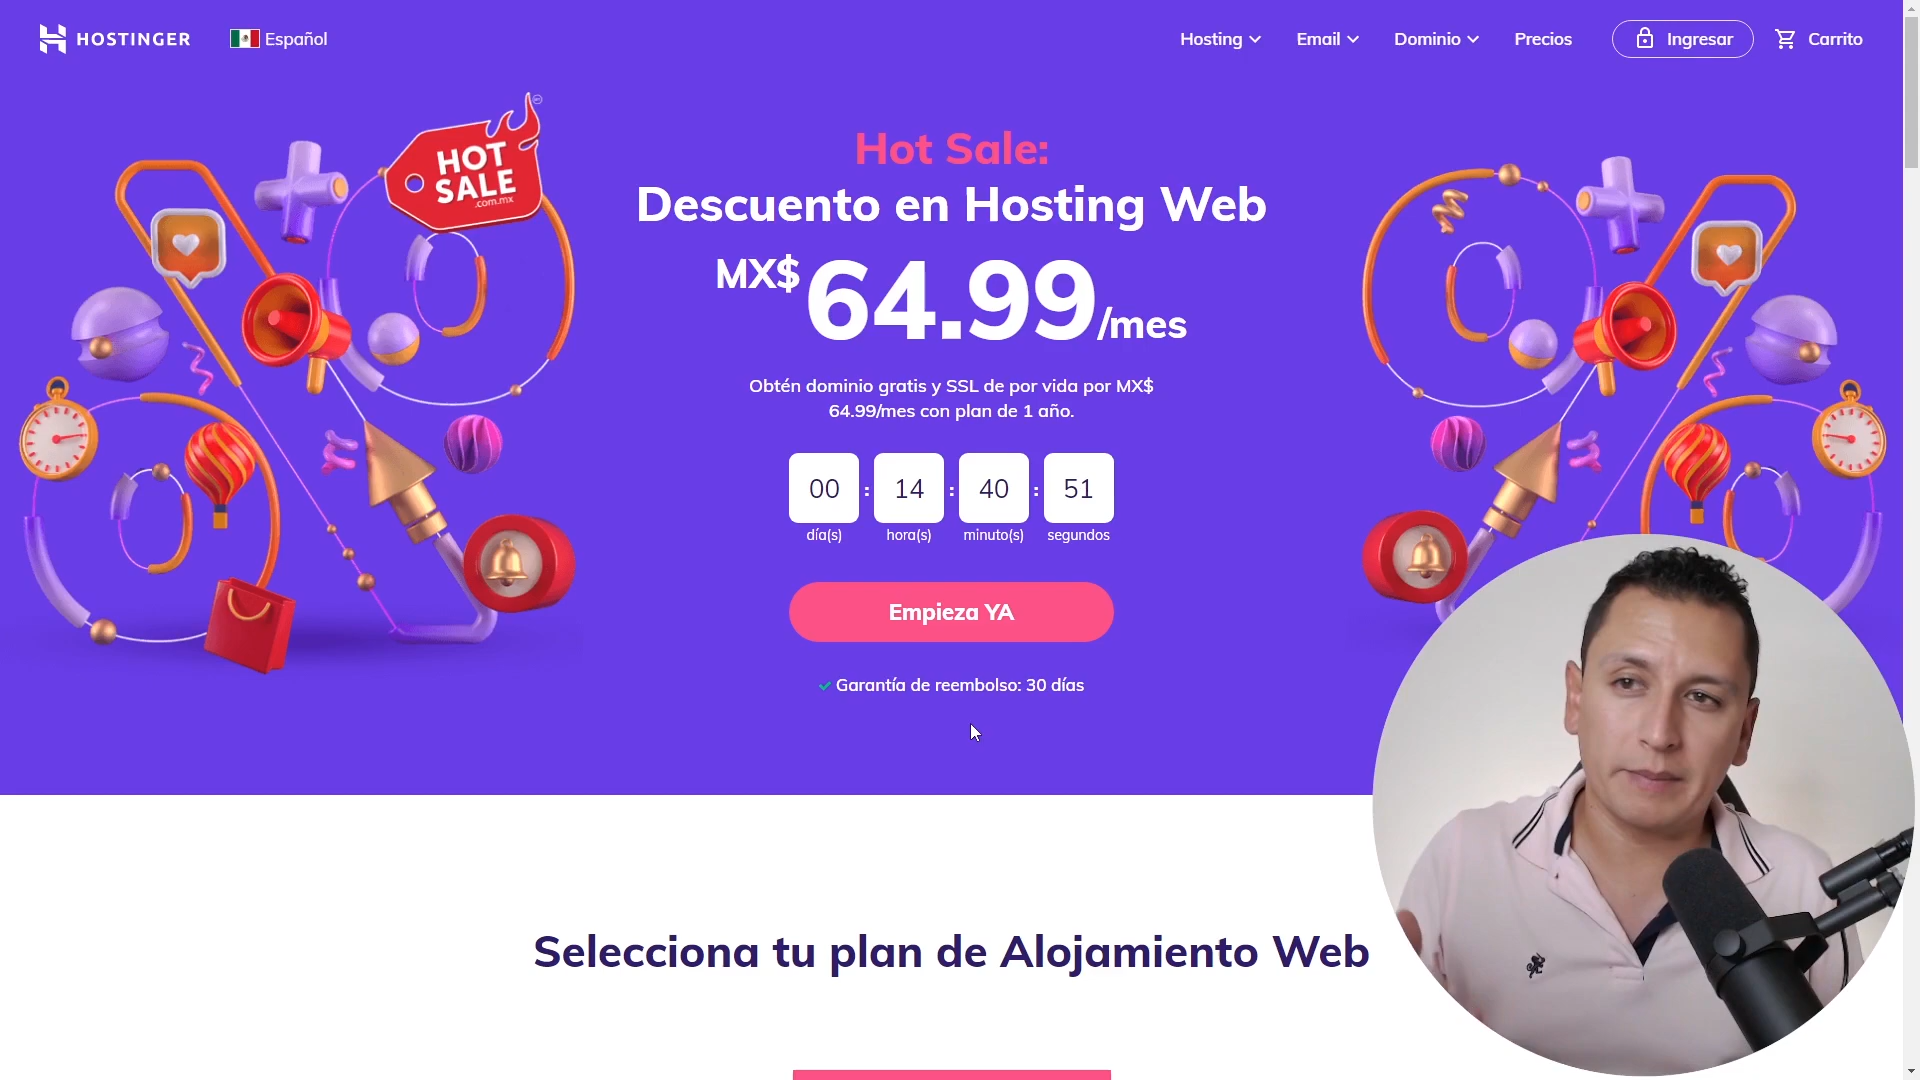 HOSTINGER
Español
Hosting
Email
Dominio
Precios
Ingresar
Carrito
HOT
SALE
.com.mx
Hot Sale:
Descuento en Hosting Web
MX$ 64.99/mes
Obtén dominio gratis y SSL de por vida por MX$
64.99/mes con plan de 1 año.
00 : 14 : 40 : 51
día(s) hora(s) minuto(s) segundos
Empieza YA
Garantía de reembolso: 30 días
Selecciona tu plan de Alojamiento Web